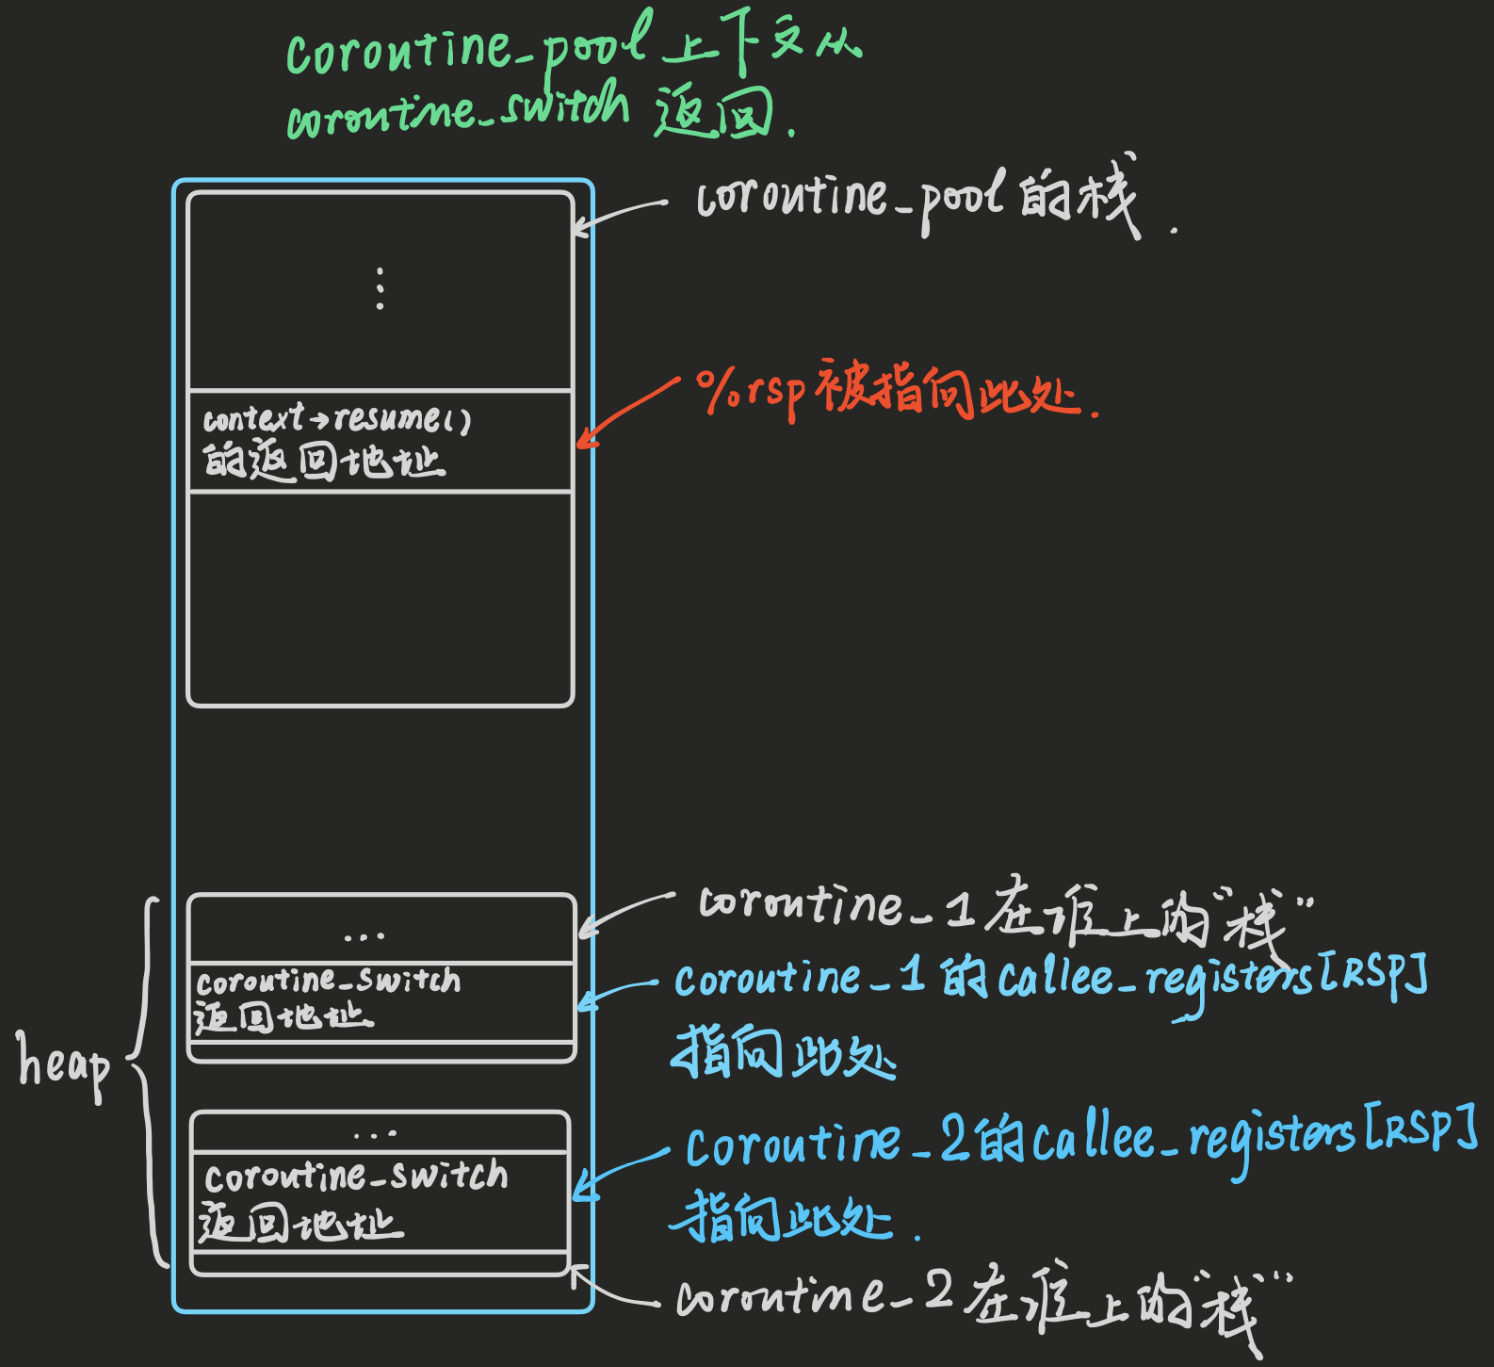 coroutine_pool 上下文从
coroutine_switch 返回.
coroutine_pool 的栈.
%rsp 被指向此处.
context→resume()
的返回地址
coroutine_1 在堆上的“栈”
...
coroutine_switch
返回地址
coroutine_1 的 callee_registers[RSP]
指向此处
heap
...
coroutine_switch
返回地址
coroutine_2 的 callee_registers[RSP]
指向此处.
coroutine_2 在堆上的“栈”